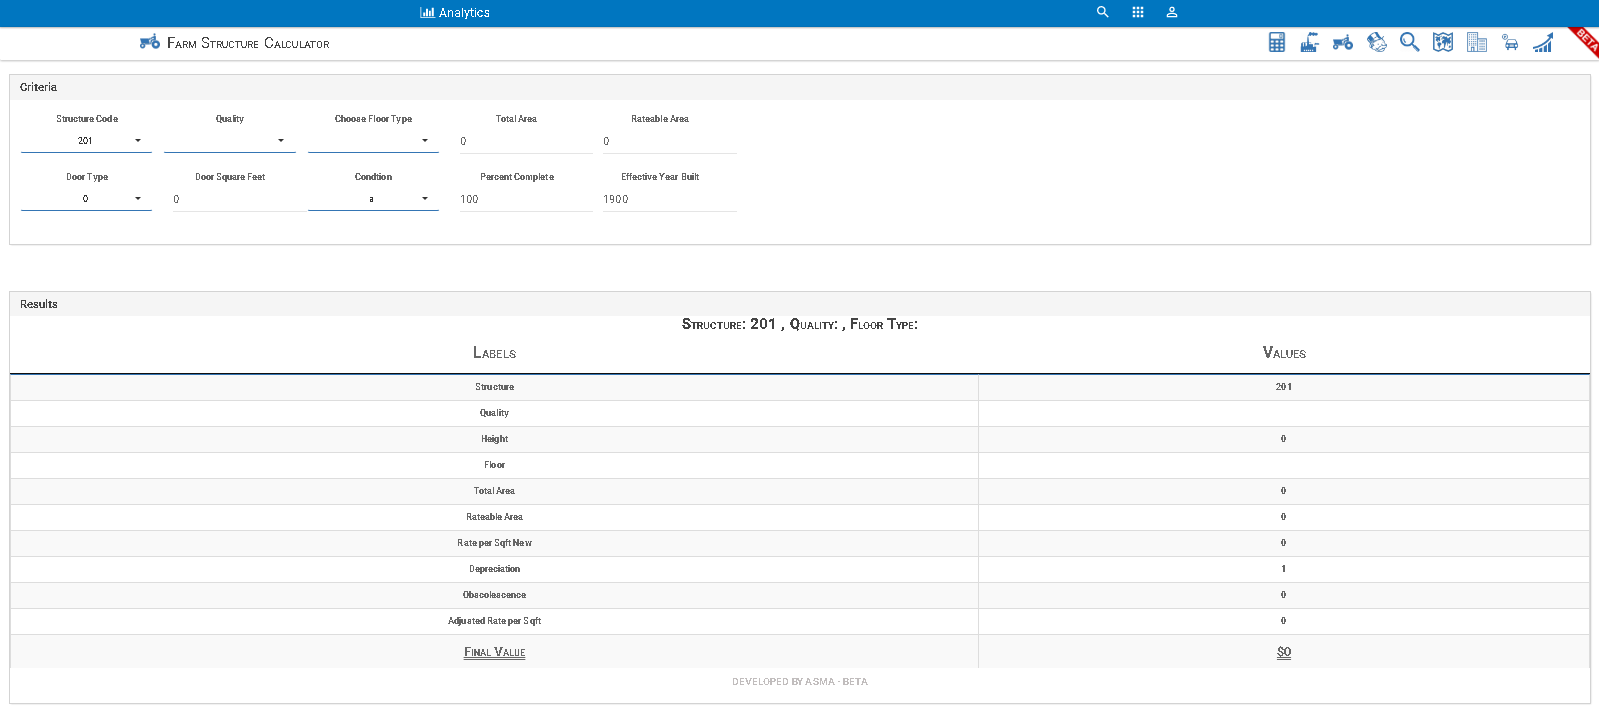 Analytics
Farm Structure Calculator
BETA
Criteria
Structure Code Quality Choose Floor Type Total Area Rateable Area
201 0 0
Door Type Door Square Feet Condtion Percent Complete Effective Year Built
0 0 a 100 1900
Results
Structure: 201 , Quality: , Floor Type:
Labels Values
Structure 201
Quality
Height 0
Floor
Total Area 0
Rateable Area 0
Rate per Sqft New 0
Depreciation 1
Obscolescence 0
Adjusted Rate per Sqft 0
Final Value $0
DEVELOPED BY ASMA - BETA